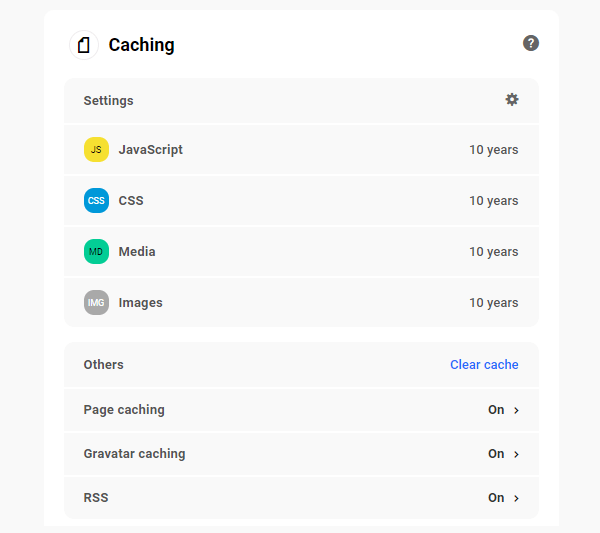 Caching
?
Settings
JS JavaScript 10 years
CSS CSS 10 years
MD Media 10 years
IMG Images 10 years
Others Clear cache
Page caching On
Gravatar caching On
RSS On